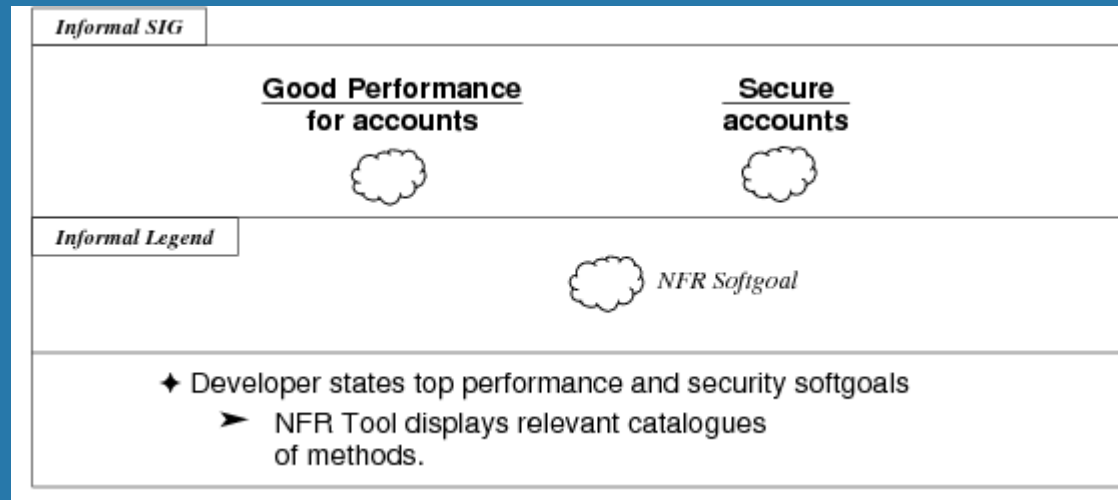 Informal SIG
Good Performance
for accounts
Secure
accounts
Informal Legend
NFR Softgoal
✦ Developer states top performance and security softgoals
➤ NFR Tool displays relevant catalogues
of methods.